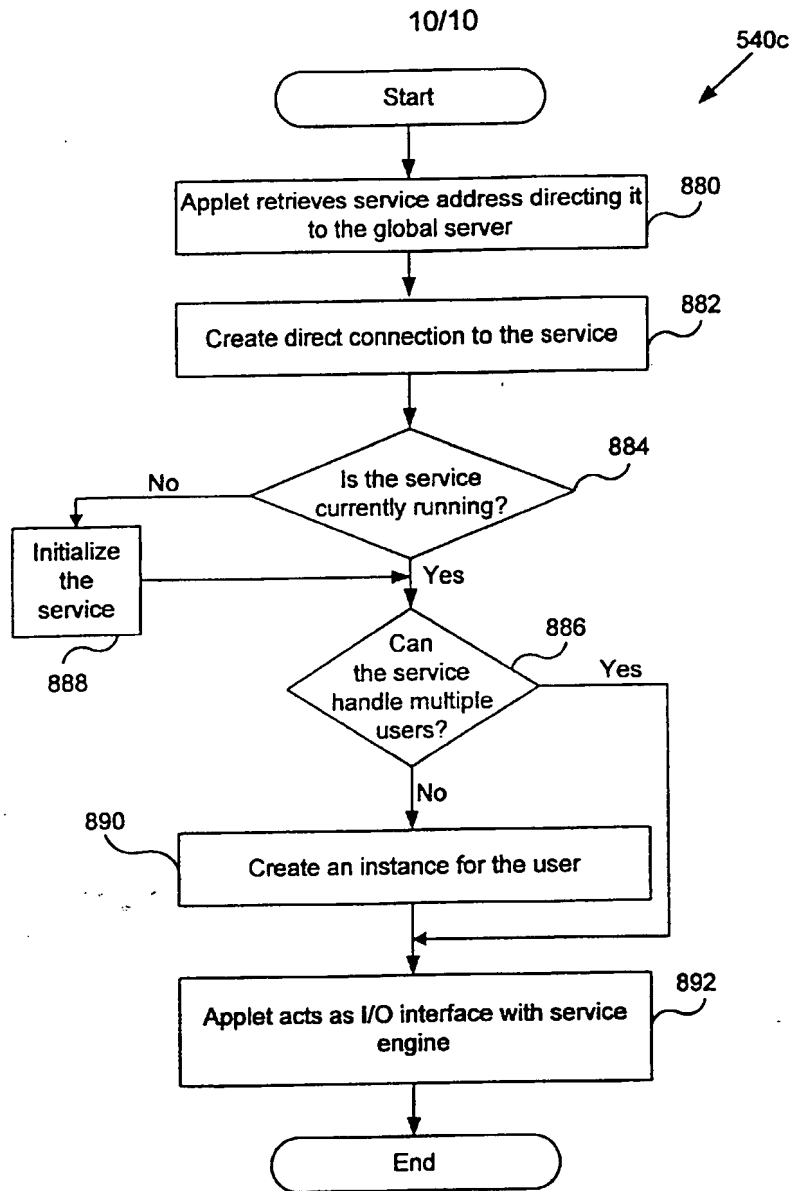 10/10
540c
Start
Applet retrieves service address directing it
to the global server
880
Create direct connection to the service
882
Is the service
currently running?
884
No
Initialize
the
service
888
Yes
Can
the service
handle multiple
users?
886
Yes
No
890
Create an instance for the user
Applet acts as I/O interface with service
engine
892
End